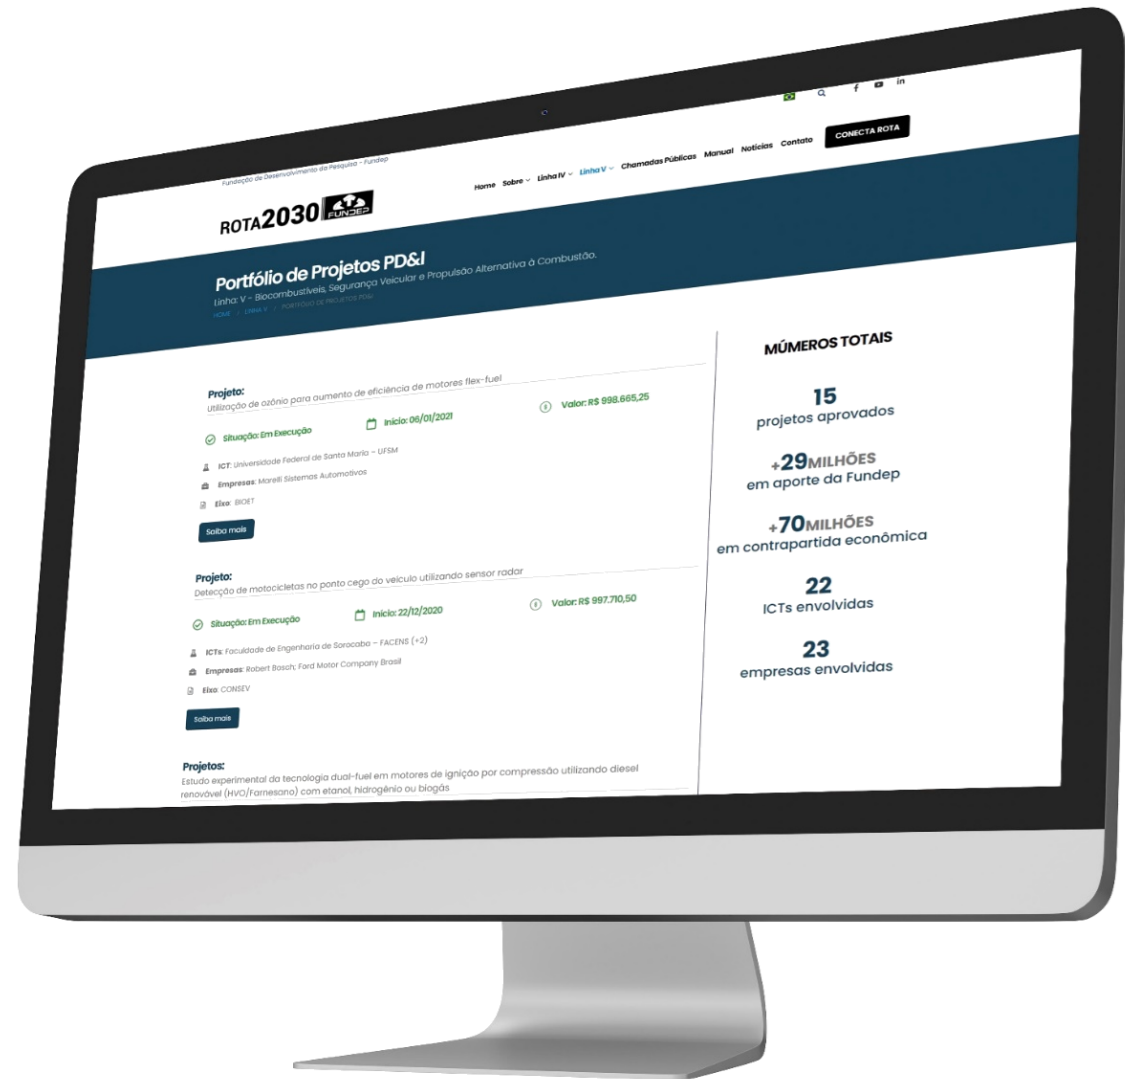 Fundação de Desenvolvimento da Pesquisa - Fundep
ROTA2030 FUNDEP
Home Sobre Linha IV Linha V Chamadas Públicas Manual Notícias Contato CONECTA ROTA
Portfólio de Projetos PD&I
Linha: V - Biocombustíveis, Segurança Veicular e Propulsão Alternativa à Combustão.
HOME / LINHA V / PORTFÓLIO DE PROJETOS PD&I
Projeto:
Utilização de ozônio para aumento de eficiência de motores flex-fuel
Situação: Em Execução Início: 06/01/2021 Valor: R$ 998.665,25
ICT: Universidade Federal de Santa Maria - UFSM
Empresas: Marelli Sistemas Automotivos
Eixo: BIOET
Saiba mais
Projeto:
Detecção de motocicletas no ponto cego do veículo utilizando sensor radar
Situação: Em Execução Início: 22/12/2020 Valor: R$ 997.710,50
ICTs: Faculdade de Engenharia de Sorocaba – FACENS (+2)
Empresas: Robert Bosch; Ford Motor Company Brasil
Eixo: CONSEV
Saiba mais
Projetos:
Estudo experimental da tecnologia dual-fuel em motores de ignição por compressão utilizando diesel
renovável (HVO/Farnesano) com etanol, hidrogênio ou biogás
MÚMEROS TOTAIS
15
projetos aprovados
+29MILHÕES
em aporte da Fundep
+70MILHÕES
em contrapartida econômica
22
ICTs envolvidas
23
empresas envolvidas